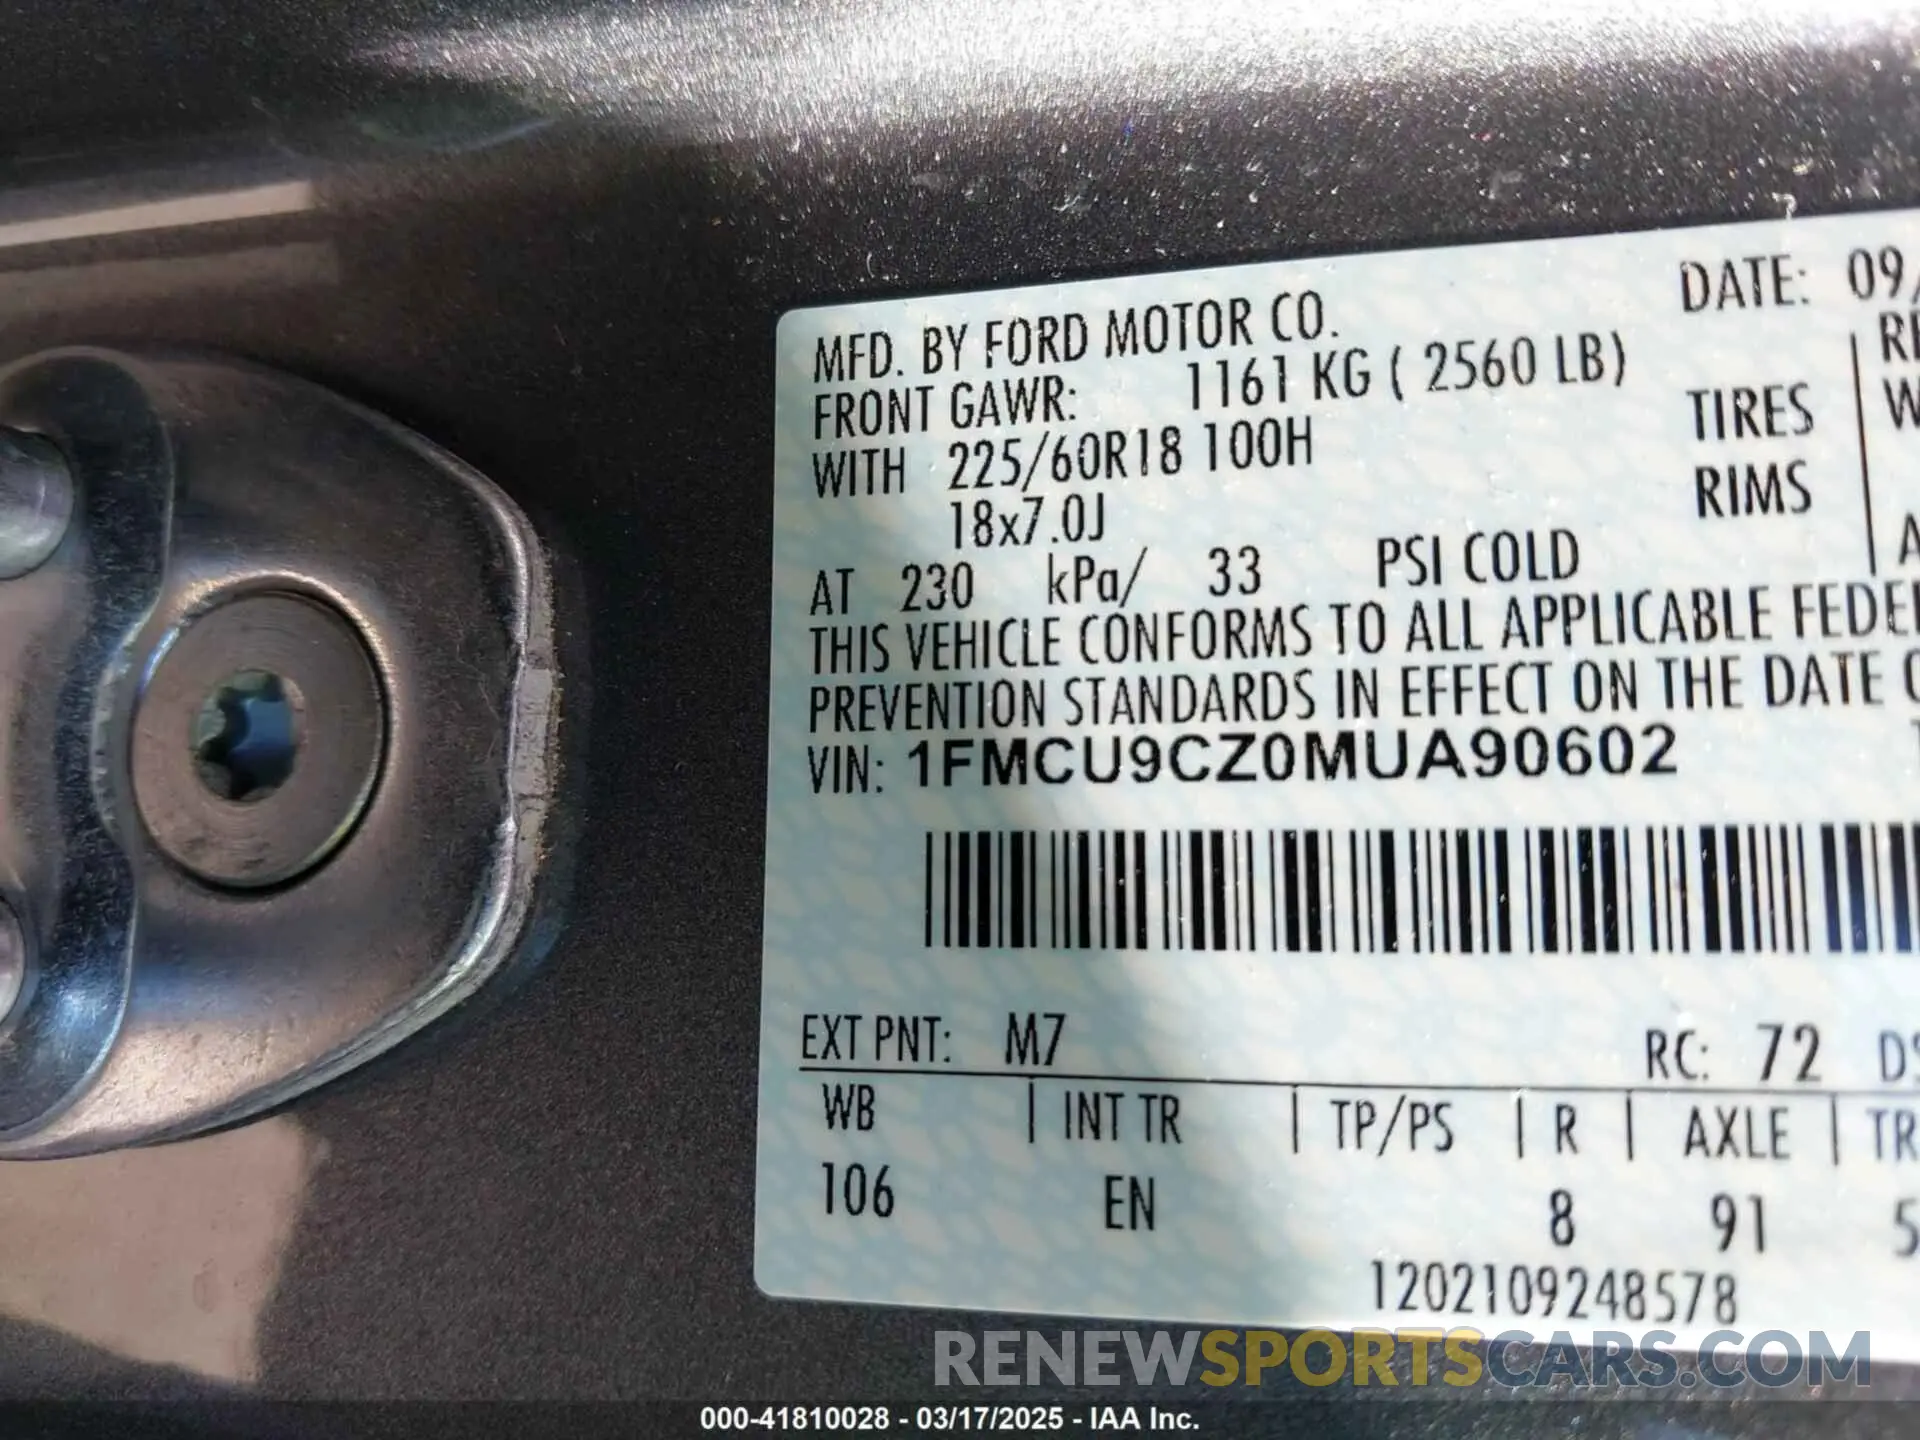 DATE: 09/
MFD. BY FORD MOTOR CO.
FRONT GAWR: 1161 KG ( 2560 LB)
WITH 225/60R18 100H TIRES
18x7.0J RIMS
AT 230 kPa/ 33 PSI COLD
THIS VEHICLE CONFORMS TO ALL APPLICABLE FEDE
PREVENTION STANDARDS IN EFFECT ON THE DATE
VIN: 1FMCU9CZ0MUA90602
EXT PNT: M7 RC: 72 DS
WB | INT TR | TP/PS | R | AXLE | TR
106 EN 8 91 5
1202109248578
RENEWSPORTSCARS.COM
000-41810028 - 03/17/2025 - IAA Inc.